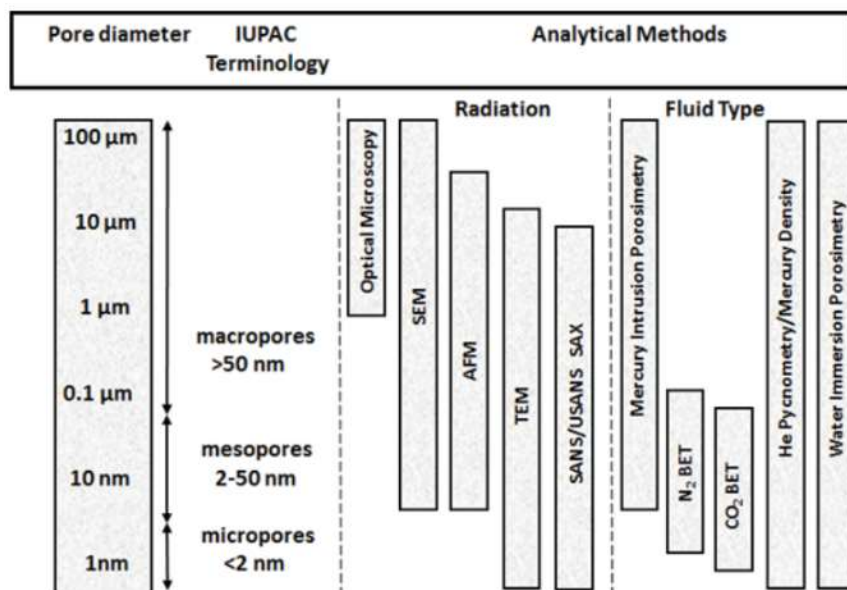 Pore diameter
IUPAC
Terminology
Analytical Methods
Radiation
Fluid Type
100 µm
10 µm
1 µm
0.1 µm
10 nm
1nm
macropores
>50 nm
mesopores
2-50 nm
micropores
<2 nm
Optical Microscopy
SEM
AFM
TEM
SANS/USANS SAX
Mercury Intrusion Porosimetry
N₂ BET
CO₂ BET
He Pycnometry/Mercury Density
Water Immersion Porosimetry